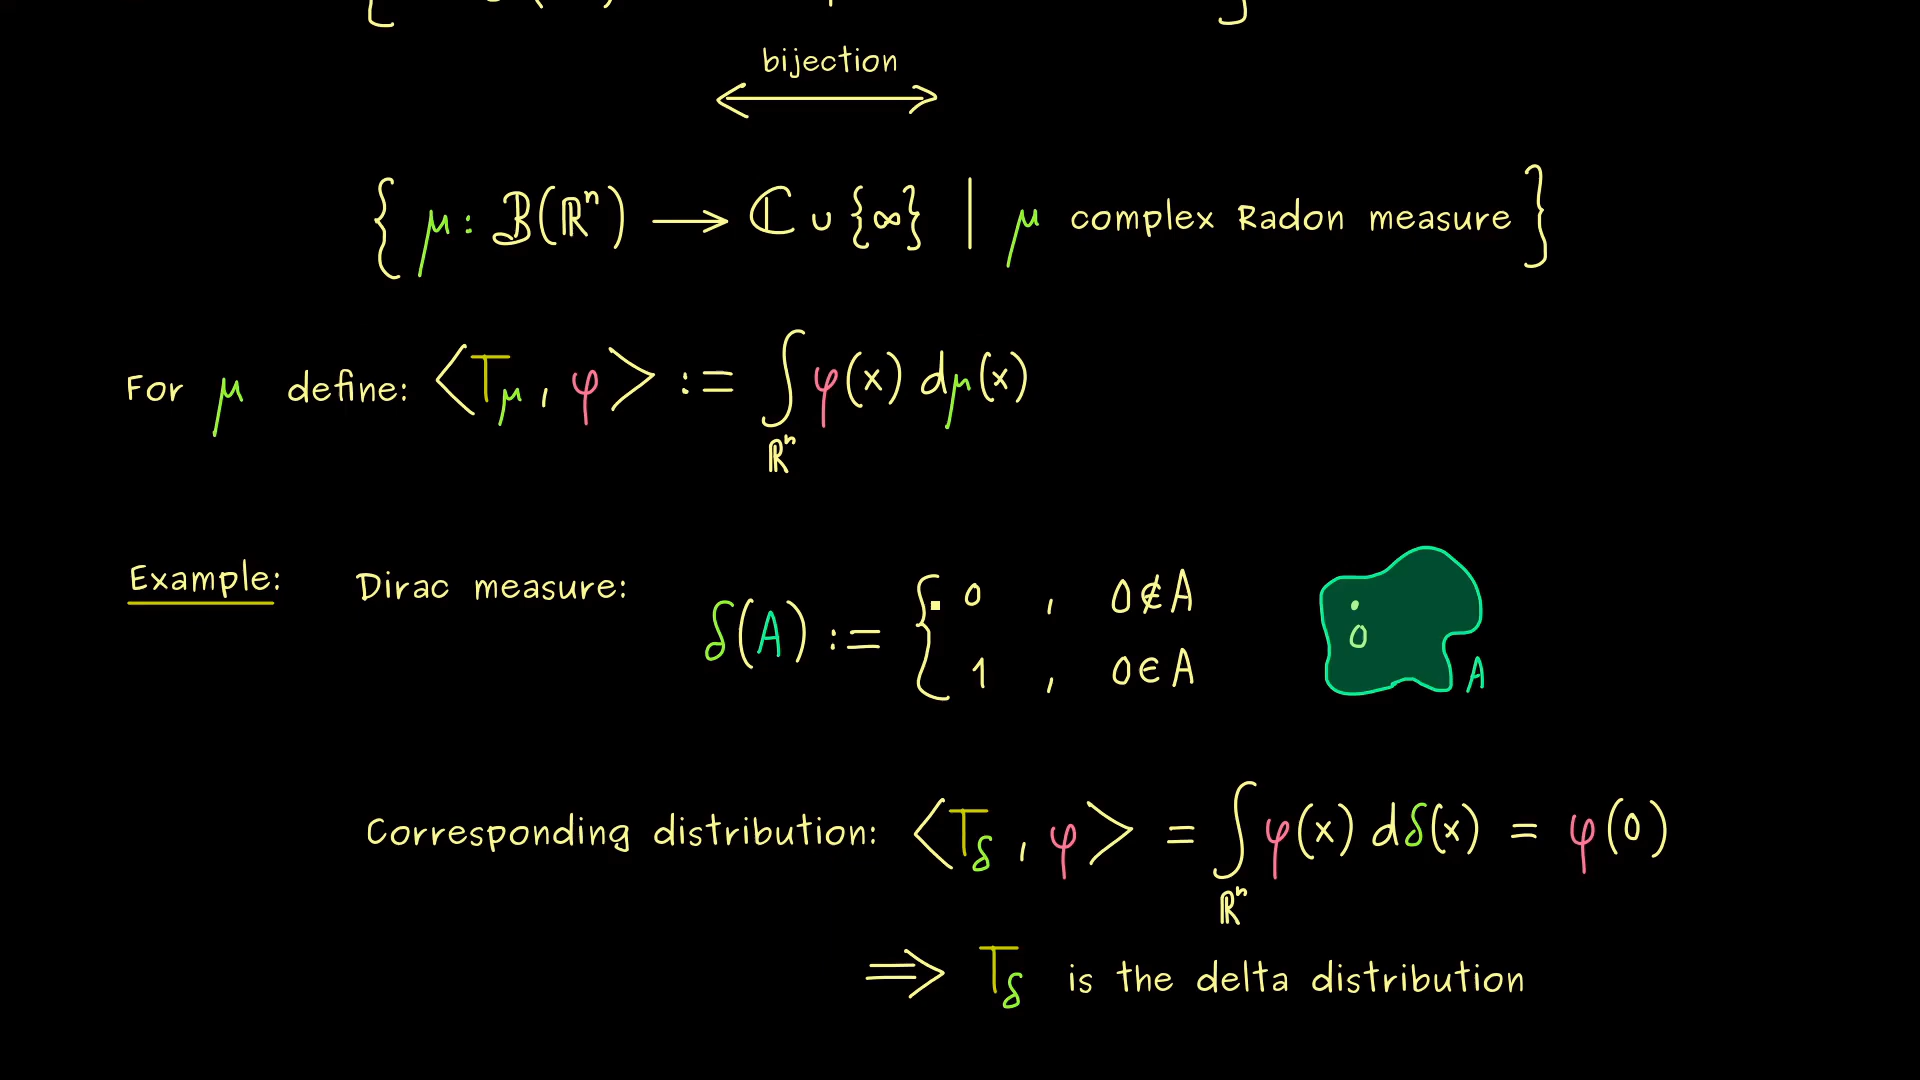 bijection
{ μ: B(ℝⁿ) ⟶ ℂ ∪ {∞} | μ complex Radon measure }
For μ define: ⟨T_μ , φ⟩ := ∫_ℝⁿ φ(x) dμ(x)
Example: Dirac measure: δ(A) := { 0 , 0∉A
1 , 0∈A
0
A
Corresponding distribution: ⟨T_δ , φ⟩ = ∫_ℝⁿ φ(x) dδ(x) = φ(0)
⟹ T_δ is the delta distribution